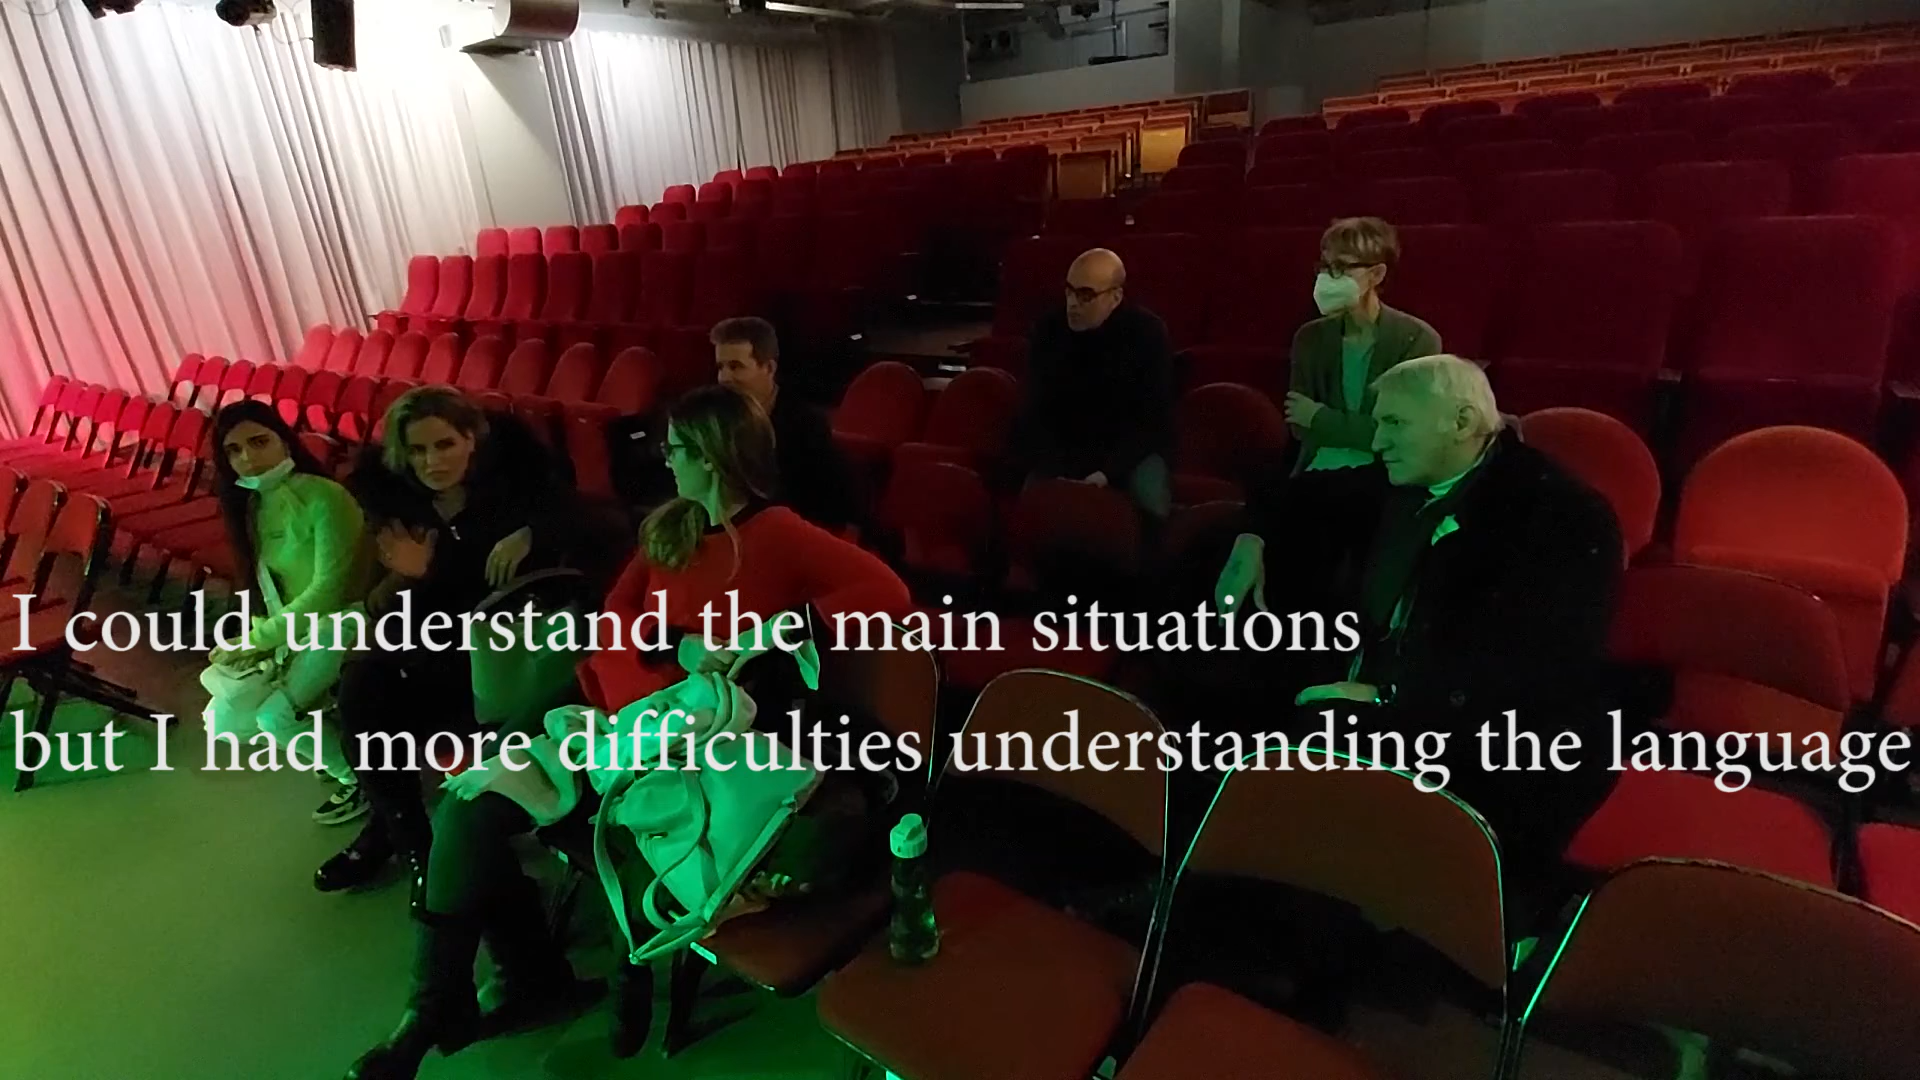 I could understand the main situations
but I had more difficulties understanding the language